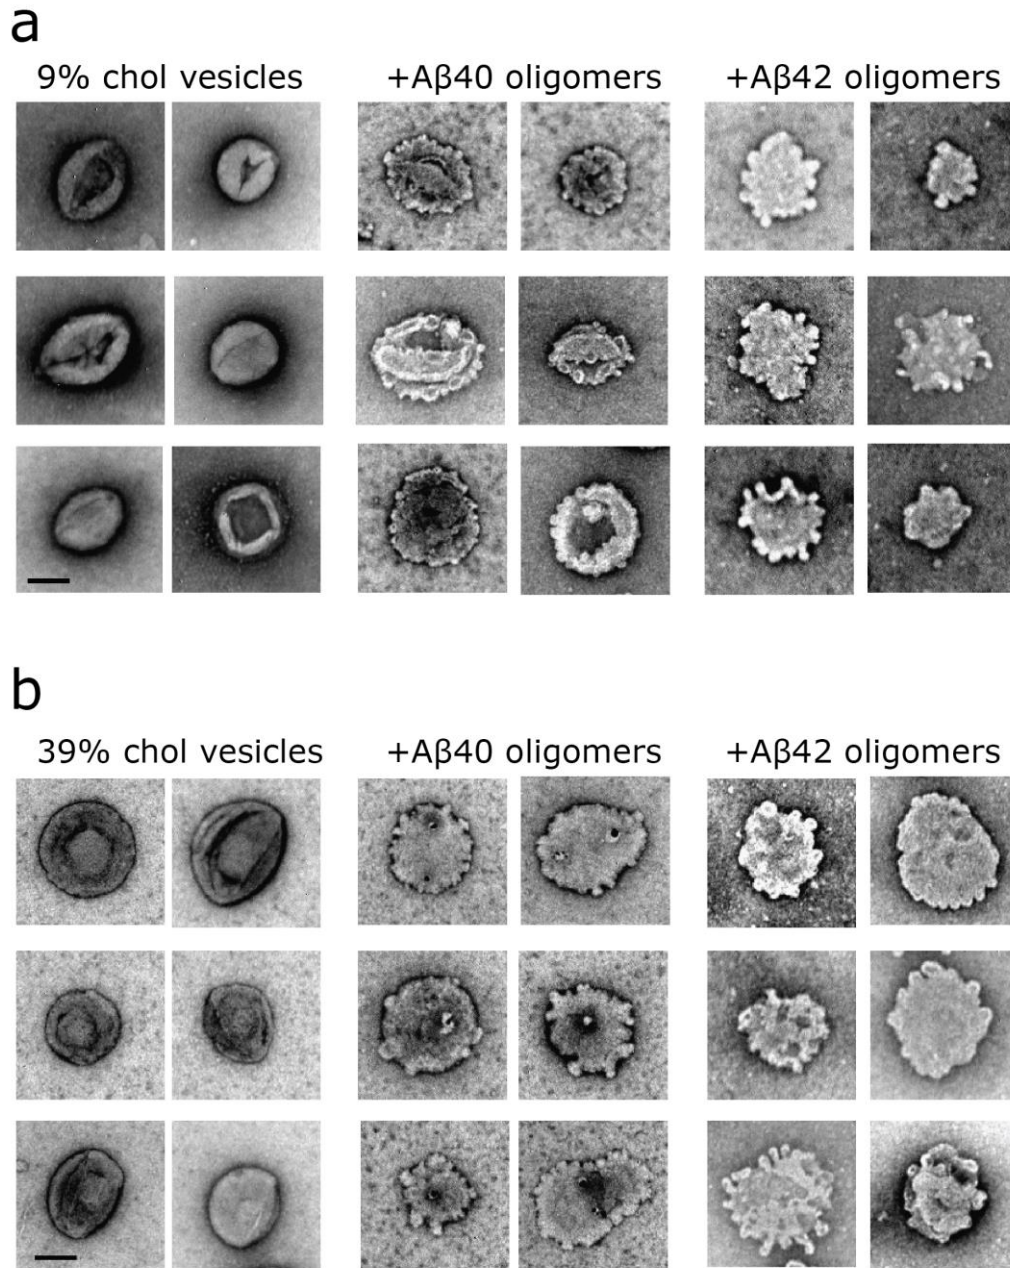 a
9% chol vesicles +Aβ40 oligomers +Aβ42 oligomers
b
39% chol vesicles +Aβ40 oligomers +Aβ42 oligomers